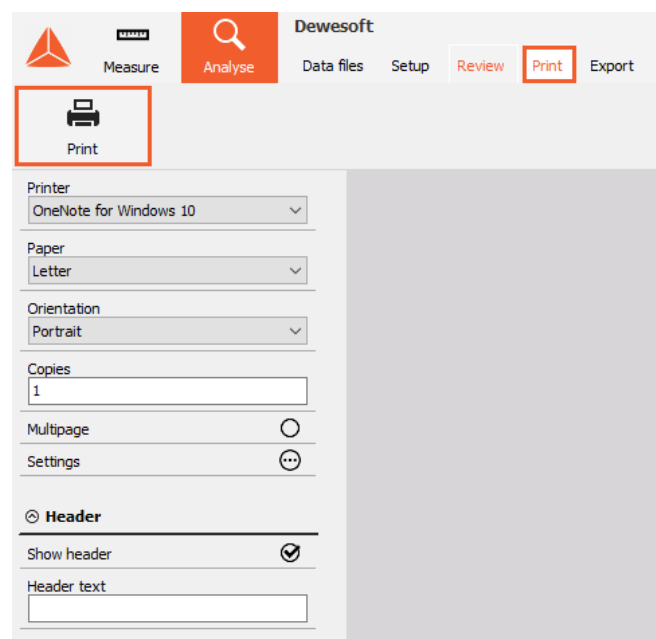 Dewesoft
Measure Analyse Data files Setup Review Print Export
Print
Printer
OneNote for Windows 10
Paper
Letter
Orientation
Portrait
Copies
1
Multipage
Settings
Header
Show header
Header text